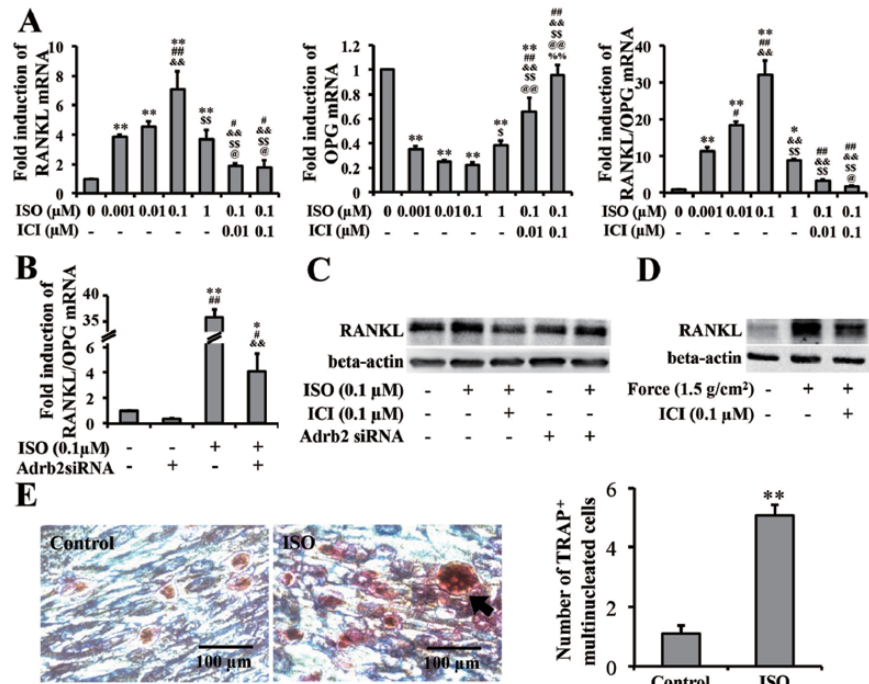 A
Fold induction of
RANKL mRNA
10
8
6
4
2
0
**
**
**
##
&&
**
$$
#
&&
$$
@
#
&&
$$
@
ISO (µM) 0 0.001 0.01 0.1 1 0.1 0.1
ICI (µM) - - - - - 0.01 0.1
Fold induction of
OPG mRNA
1.2
1
0.8
0.6
0.4
0.2
0
**
**
**
**
$
**
##
&&
$$
@@
##
&&
$$
@@
%%
ISO (µM) 0 0.001 0.01 0.1 1 0.1 0.1
ICI (µM) - - - - - 0.01 0.1
Fold induction of
RANKL/OPG mRNA
40
30
20
10
0
**
**
#
**
##
&&
*
&&
$$
##
&&
$$
##
&&
$$
@
ISO (µM) 0 0.001 0.01 0.1 1 0.1 0.1
ICI (µM) - - - - - 0.01 0.1
B
Fold induction of
RANKL/OPG mRNA
35
6
4
2
0
**
##
*
#
&&
ISO (0.1µM) - - + +
Adrb2siRNA - + - +
C
RANKL
beta-actin
ISO (0.1 µM) - + + - +
ICI (0.1 µM) - - + - -
Adrb2 siRNA - - - + +
D
RANKL
beta-actin
Force (1.5 g/cm²) - + +
ICI (0.1 µM) - - +
E
Control
100 µm
ISO
100 µm
Number of TRAP⁺
multinucleated cells
6
4
2
0
**
Control ISO